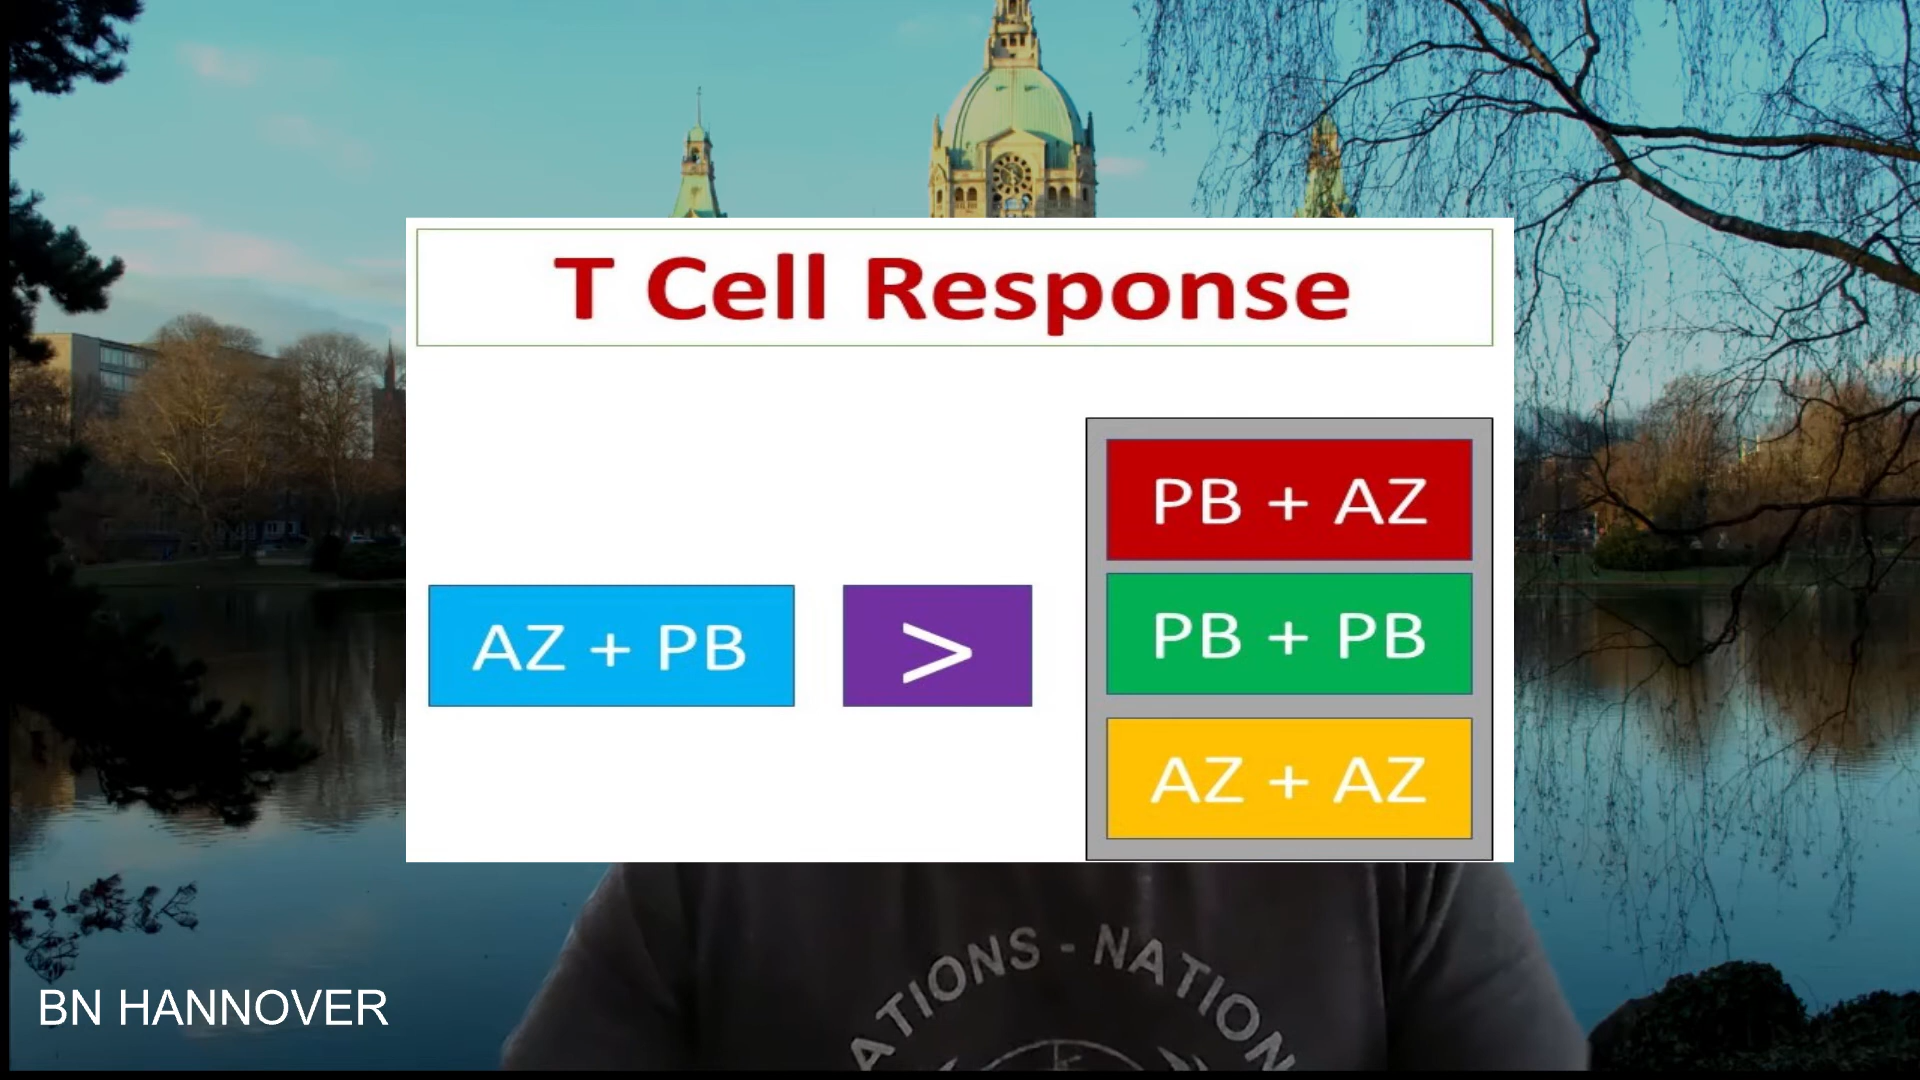 T Cell Response
AZ + PB
>
PB + AZ
PB + PB
AZ + AZ
ATIONS - NATION
BN HANNOVER